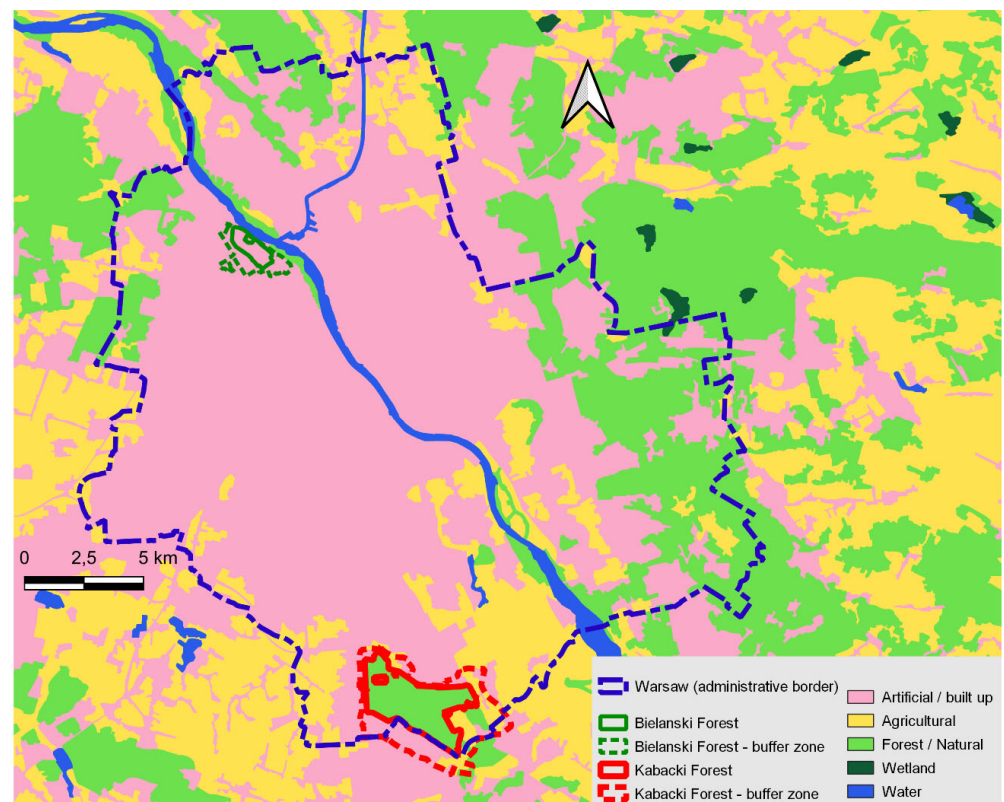 0 2,5 5 km
Warsaw (administrative border)
Bielanski Forest
Bielanski Forest - buffer zone
Kabacki Forest
Kabacki Forest - buffer zone
Artificial / built up
Agricultural
Forest / Natural
Wetland
Water